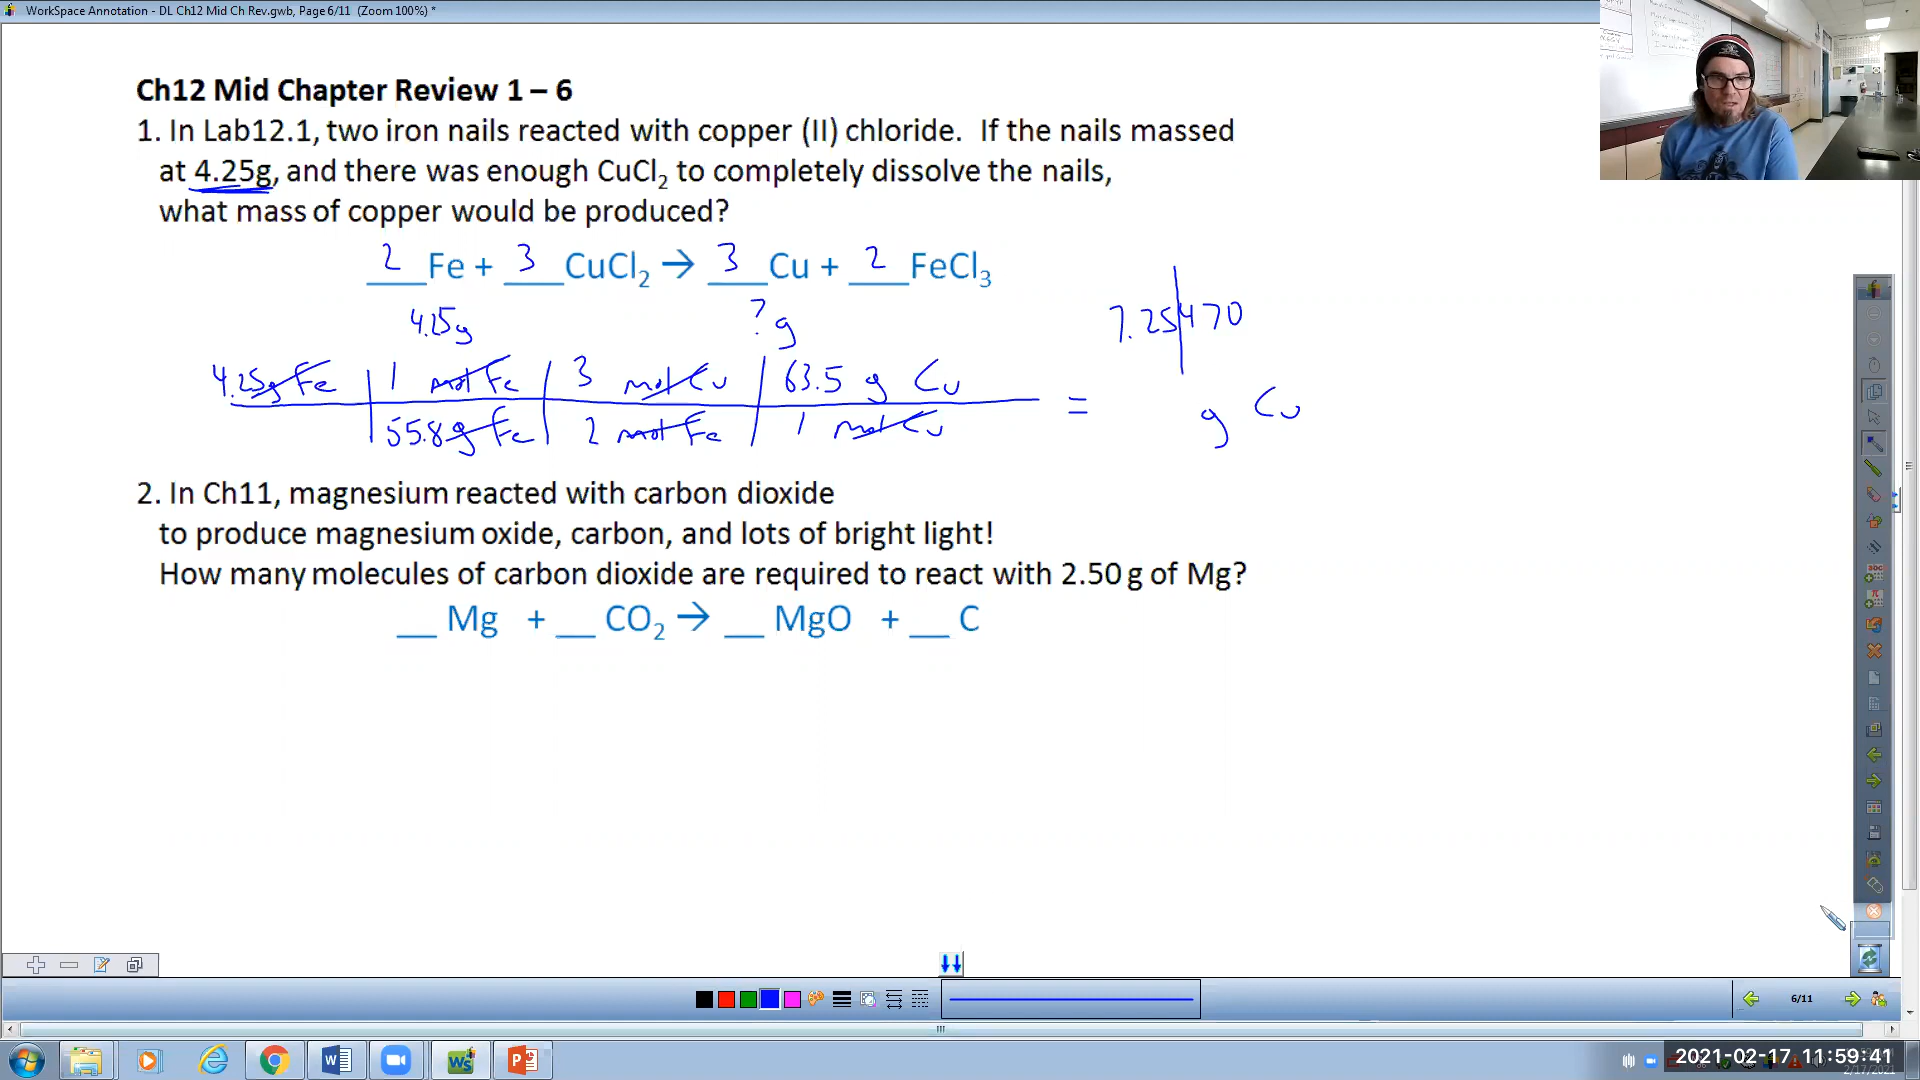 WorkSpace Annotation - DL Ch12 Mid Ch Rev.gwb, Page 6/11 (Zoom 100%) *
Ch12 Mid Chapter Review 1 – 6
1. In Lab12.1, two iron nails reacted with copper (II) chloride. If the nails massed
at 4.25g, and there was enough CuCl₂ to completely dissolve the nails,
what mass of copper would be produced?
2 Fe + 3 CuCl₂ → 3 Cu + 2 FeCl₃
4.25g ? g
7.25|470
4.25g Fe | 1 mol Fe | 3 mol Cu | 63.5 g Cu
= g Cu
55.8g Fe | 2 mol Fe | 1 mol Cu
2. In Ch11, magnesium reacted with carbon dioxide
to produce magnesium oxide, carbon, and lots of bright light!
How many molecules of carbon dioxide are required to react with 2.50 g of Mg?
__ Mg + __ CO₂ → __ MgO + __ C
6/11
2021-02-17 11:59:41